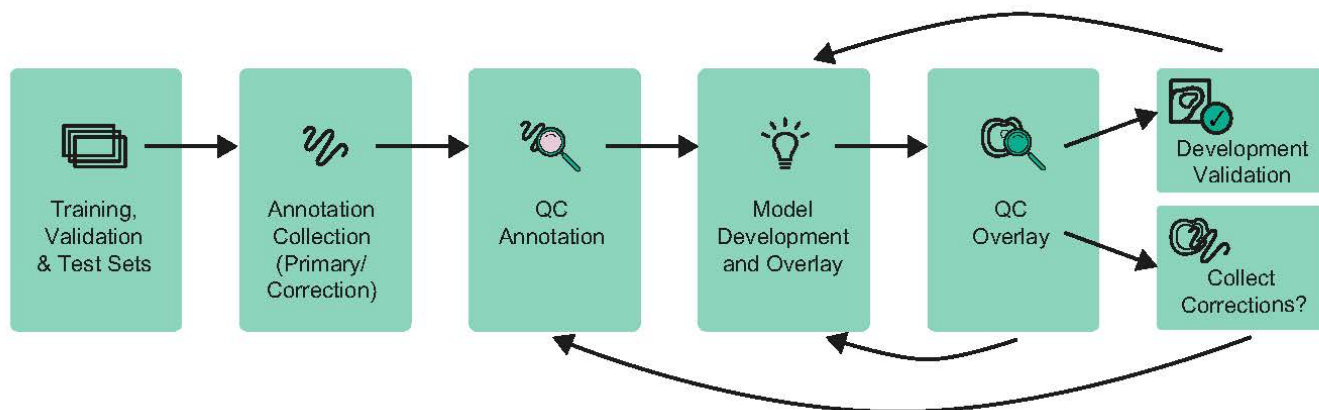 Training,
Validation
& Test Sets
Annotation
Collection
(Primary/
Correction)
QC
Annotation
Model
Development
and Overlay
QC
Overlay
Development
Validation
Collect
Corrections?